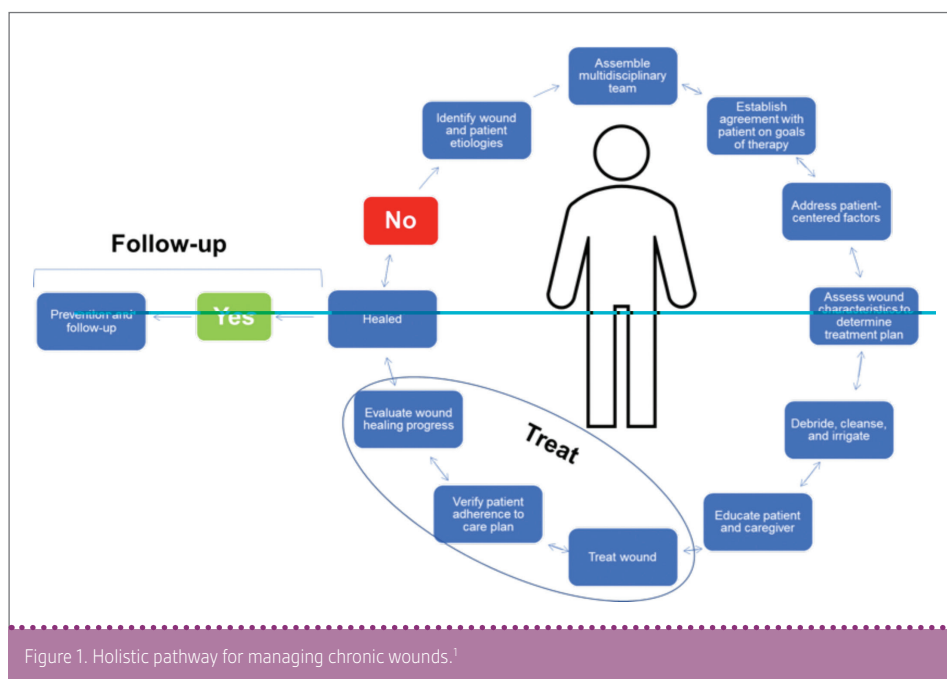 Assemble
multidisciplinary
team
Identify wound
and patient
etiologies
Establish
agreement with
patient on goals
of therapy
No
Address patient-
centered factors
Follow-up
Prevention and
follow-up
Yes
Healed
Assess wound
characteristics to
determine
treatment plan
Evaluate wound
healing progress
Treat
Debride, cleanse,
and irrigate
Verify patient
adherence to
care plan
Educate patient
and caregiver
Treat wound
Figure 1. Holistic pathway for managing chronic wounds.¹